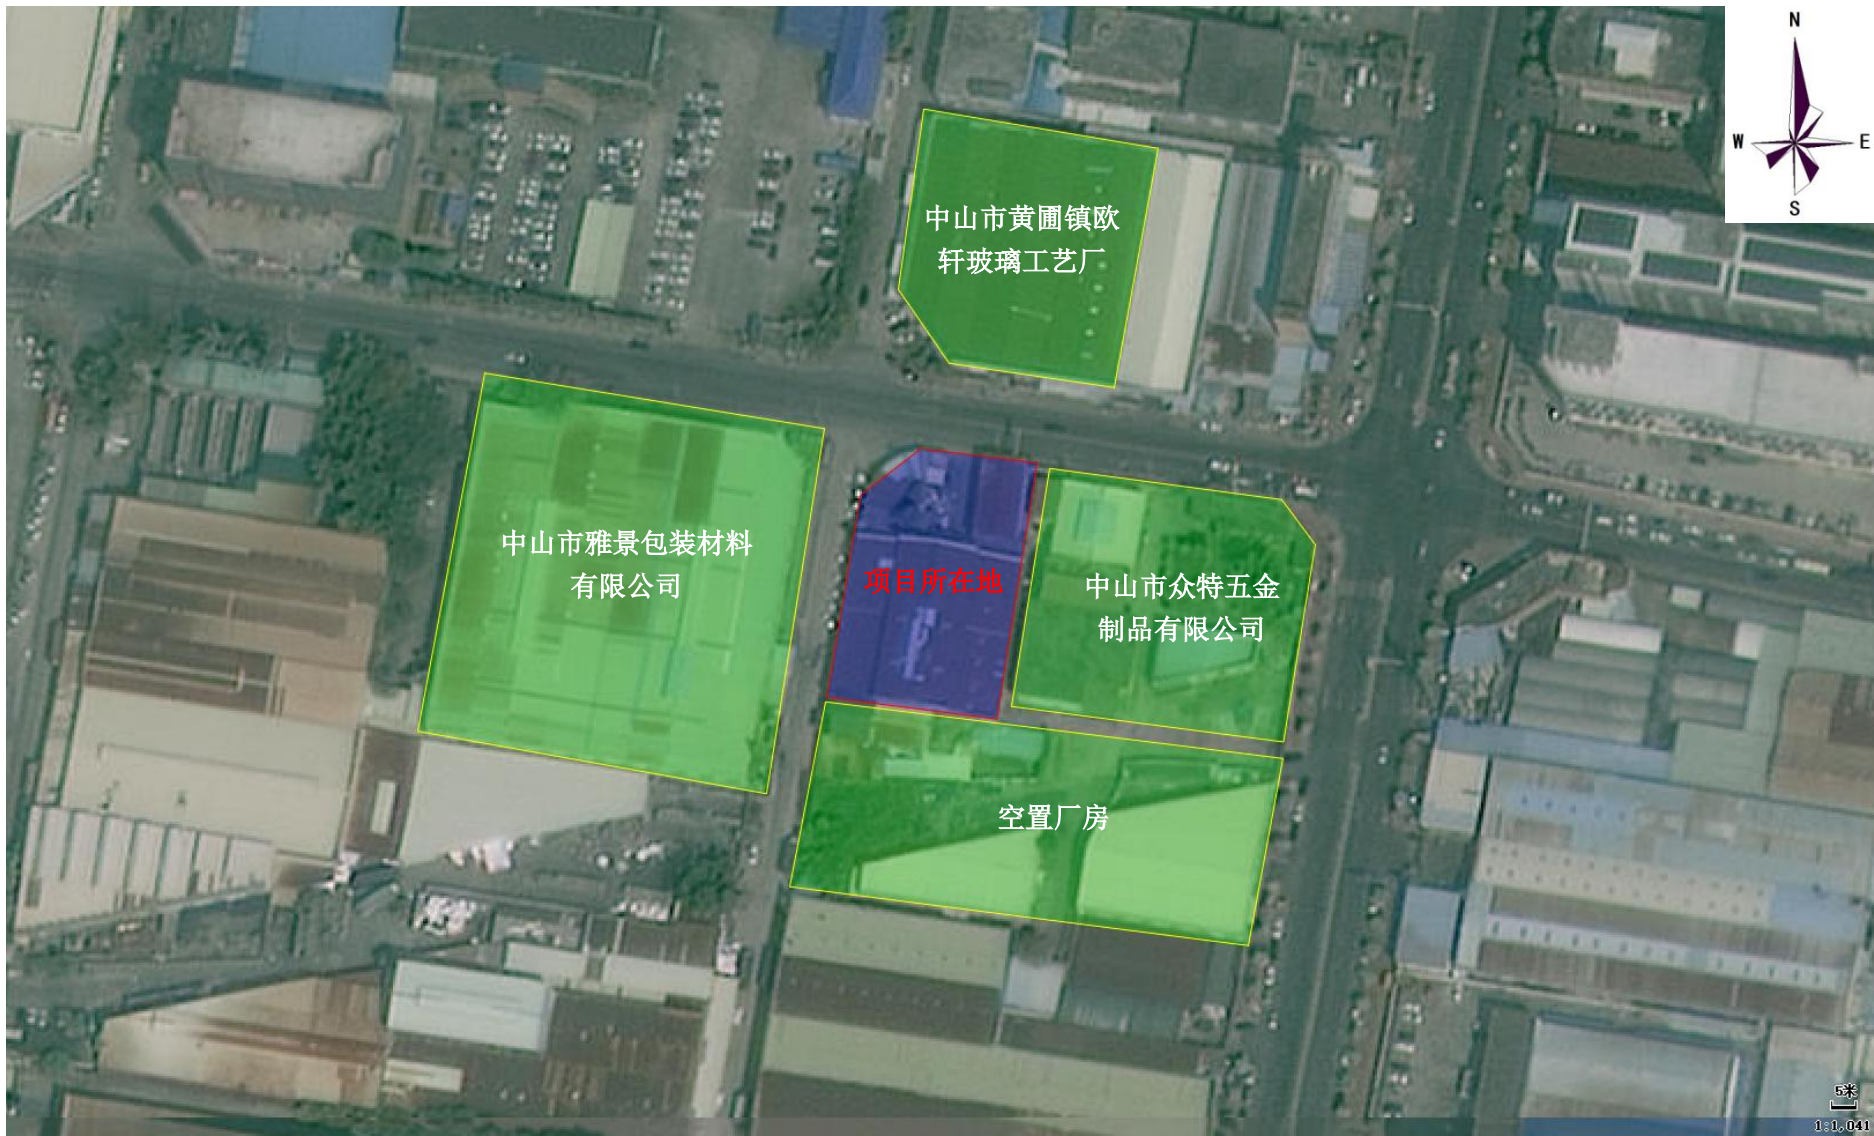 N
W
E
S
中山市黄圃镇欧
轩玻璃工艺厂
中山市雅景包装材料
有限公司
项目所在地
中山市众特五金
制品有限公司
空置厂房
5米
1:1,041